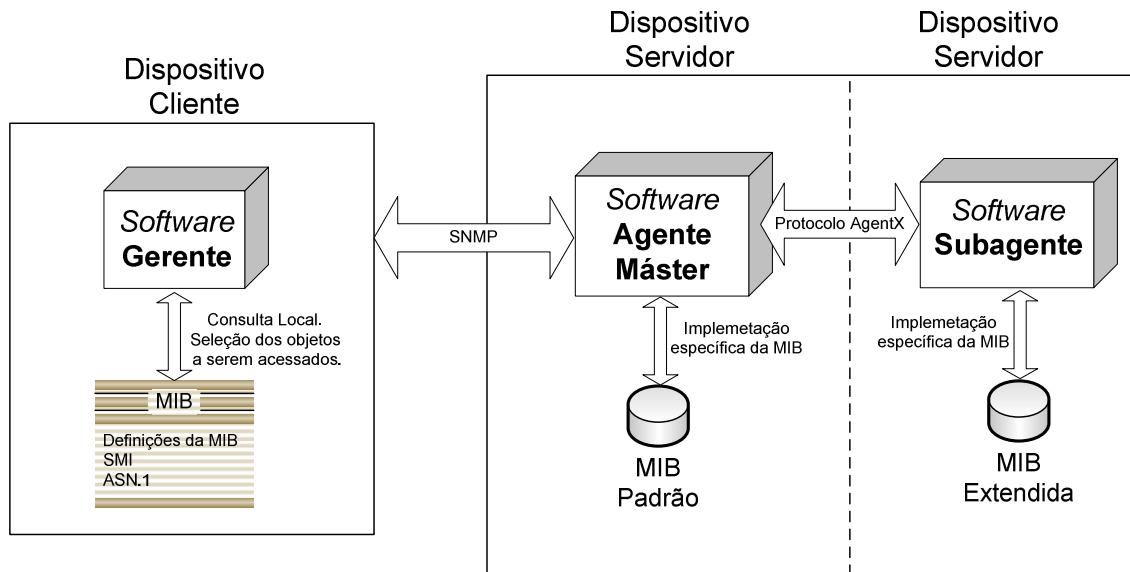 Dispositivo
Cliente
Software
Gerente
Consulta Local.
Seleção dos objetos
a serem acessados.
MIB
Definições da MIB
SMI
ASN.1
SNMP
Dispositivo
Servidor
Software
Agente
Máster
Implemetação
específica da MIB
MIB
Padrão
Protocolo AgentX
Dispositivo
Servidor
Software
Subagente
Implemetação
específica da MIB
MIB
Extendida